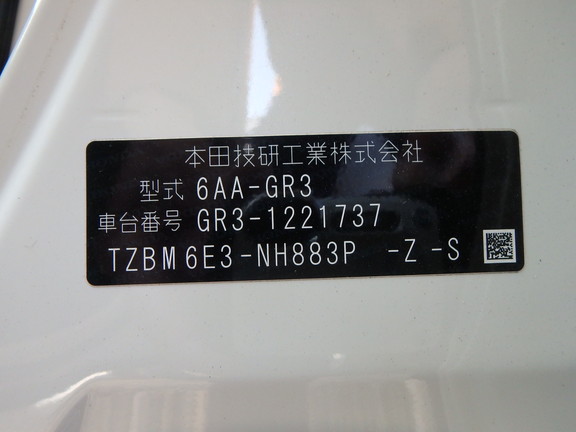 本田技研工業株式会社
型式 6AA-GR3
車台番号 GR3-1221737
TZBM6E3-NH883P -Z -S